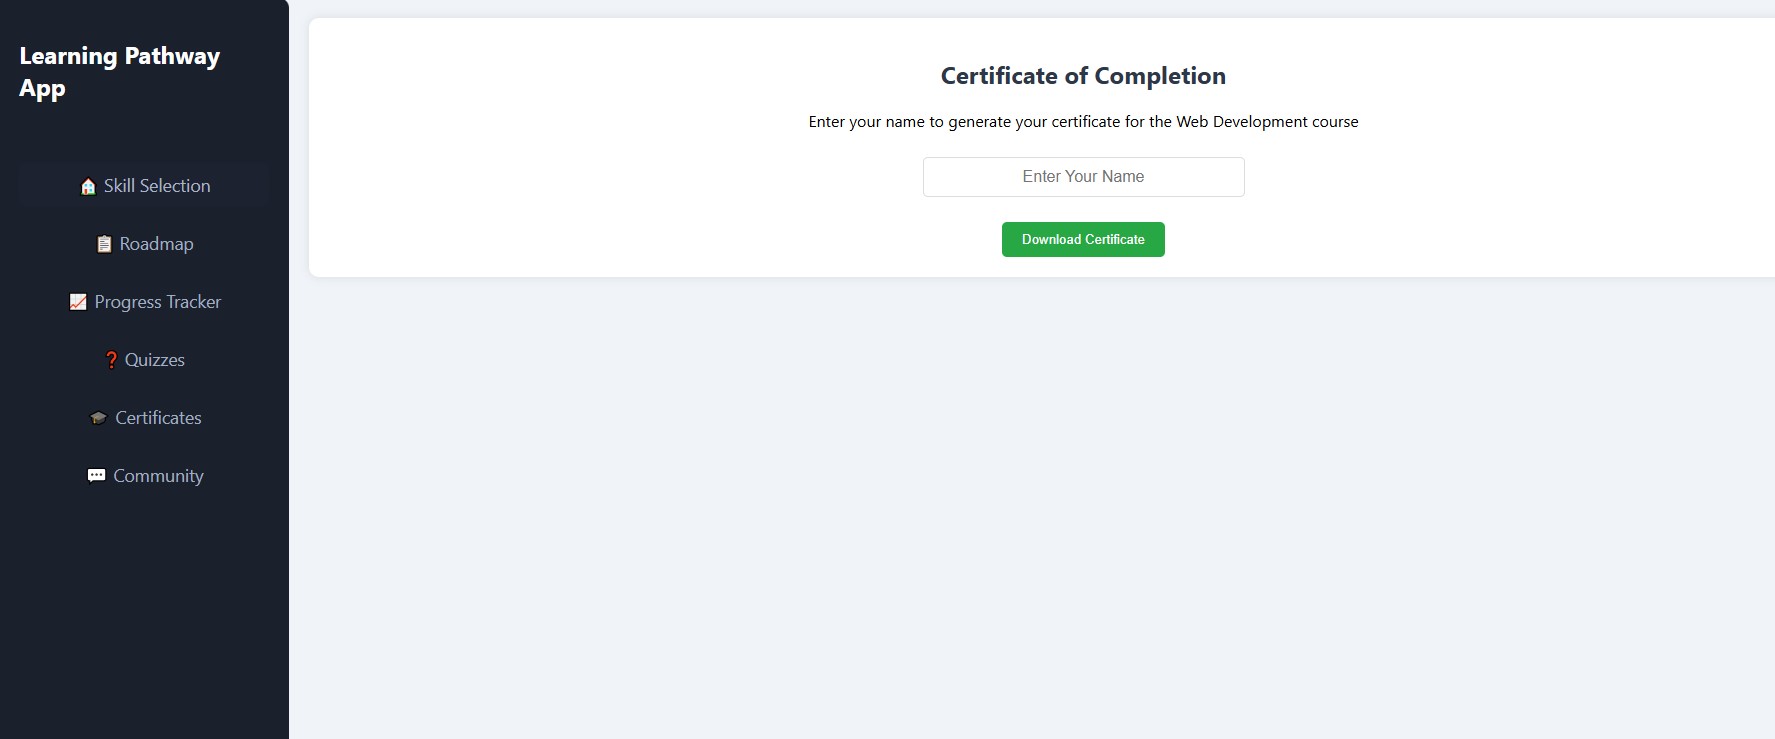 Learning Pathway
App
🏠 Skill Selection
📋 Roadmap
📈 Progress Tracker
❓ Quizzes
🎓 Certificates
💬 Community
Certificate of Completion
Enter your name to generate your certificate for the Web Development course
Enter Your Name
Download Certificate